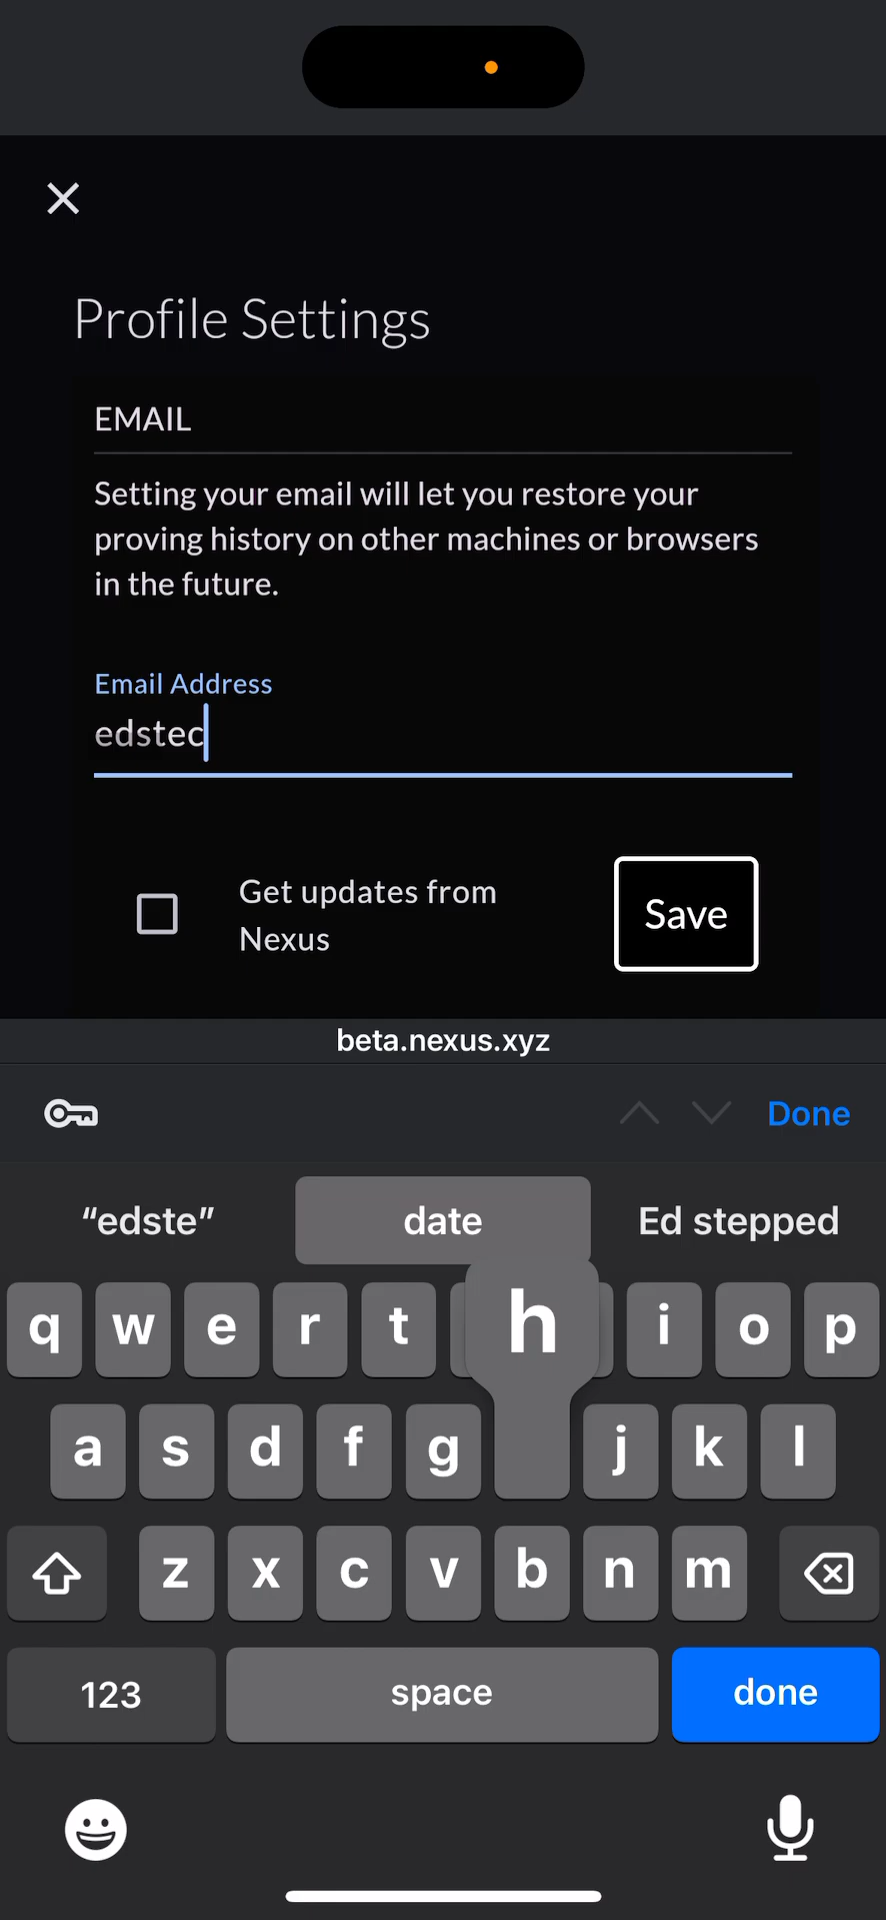 Profile Settings
EMAIL
Setting your email will let you restore your
proving history on other machines or browsers
in the future.
Email Address
edstec
Get updates from
Nexus
Save
beta.nexus.xyz
Done
“edste”
date
Ed stepped
q w e r t h i o p
a s d f g j k l
z x c v b n m
123
space
done